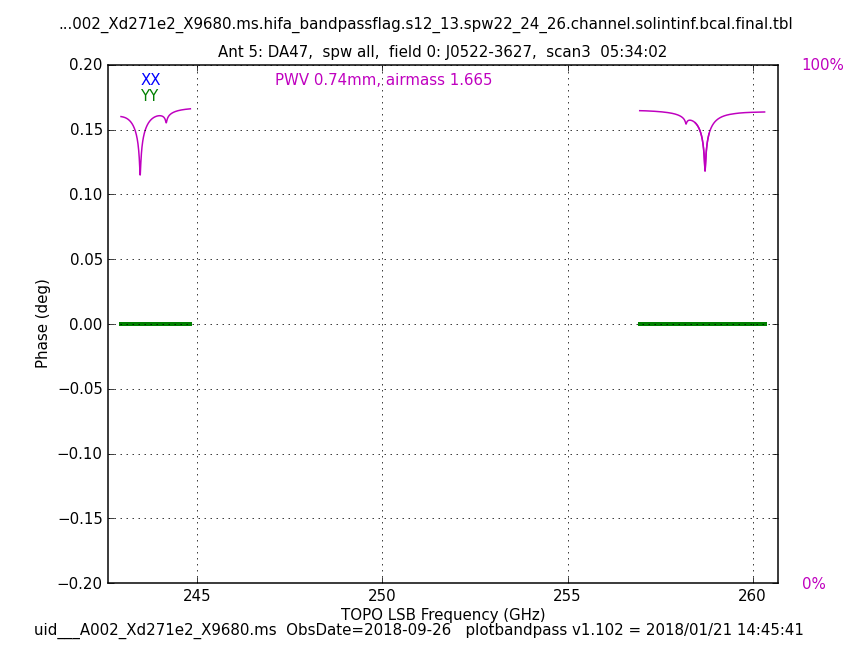 ...002_Xd271e2_X9680.ms.hifa_bandpassflag.s12_13.spw22_24_26.channel.solintinf.bcal.final.tbl
Ant 5: DA47,  spw all,  field 0: J0522-3627,  scan3  05:34:02
0.20
100%
XX
PWV 0.74mm, airmass 1.665
YY
0.15
0.10
0.05
Phase (deg)
0.00
−0.05
−0.10
−0.15
−0.20
0%
245
250
255
260
TOPO LSB Frequency (GHz)
uid___A002_Xd271e2_X9680.ms  ObsDate=2018-09-26   plotbandpass v1.102 = 2018/01/21 14:45:41